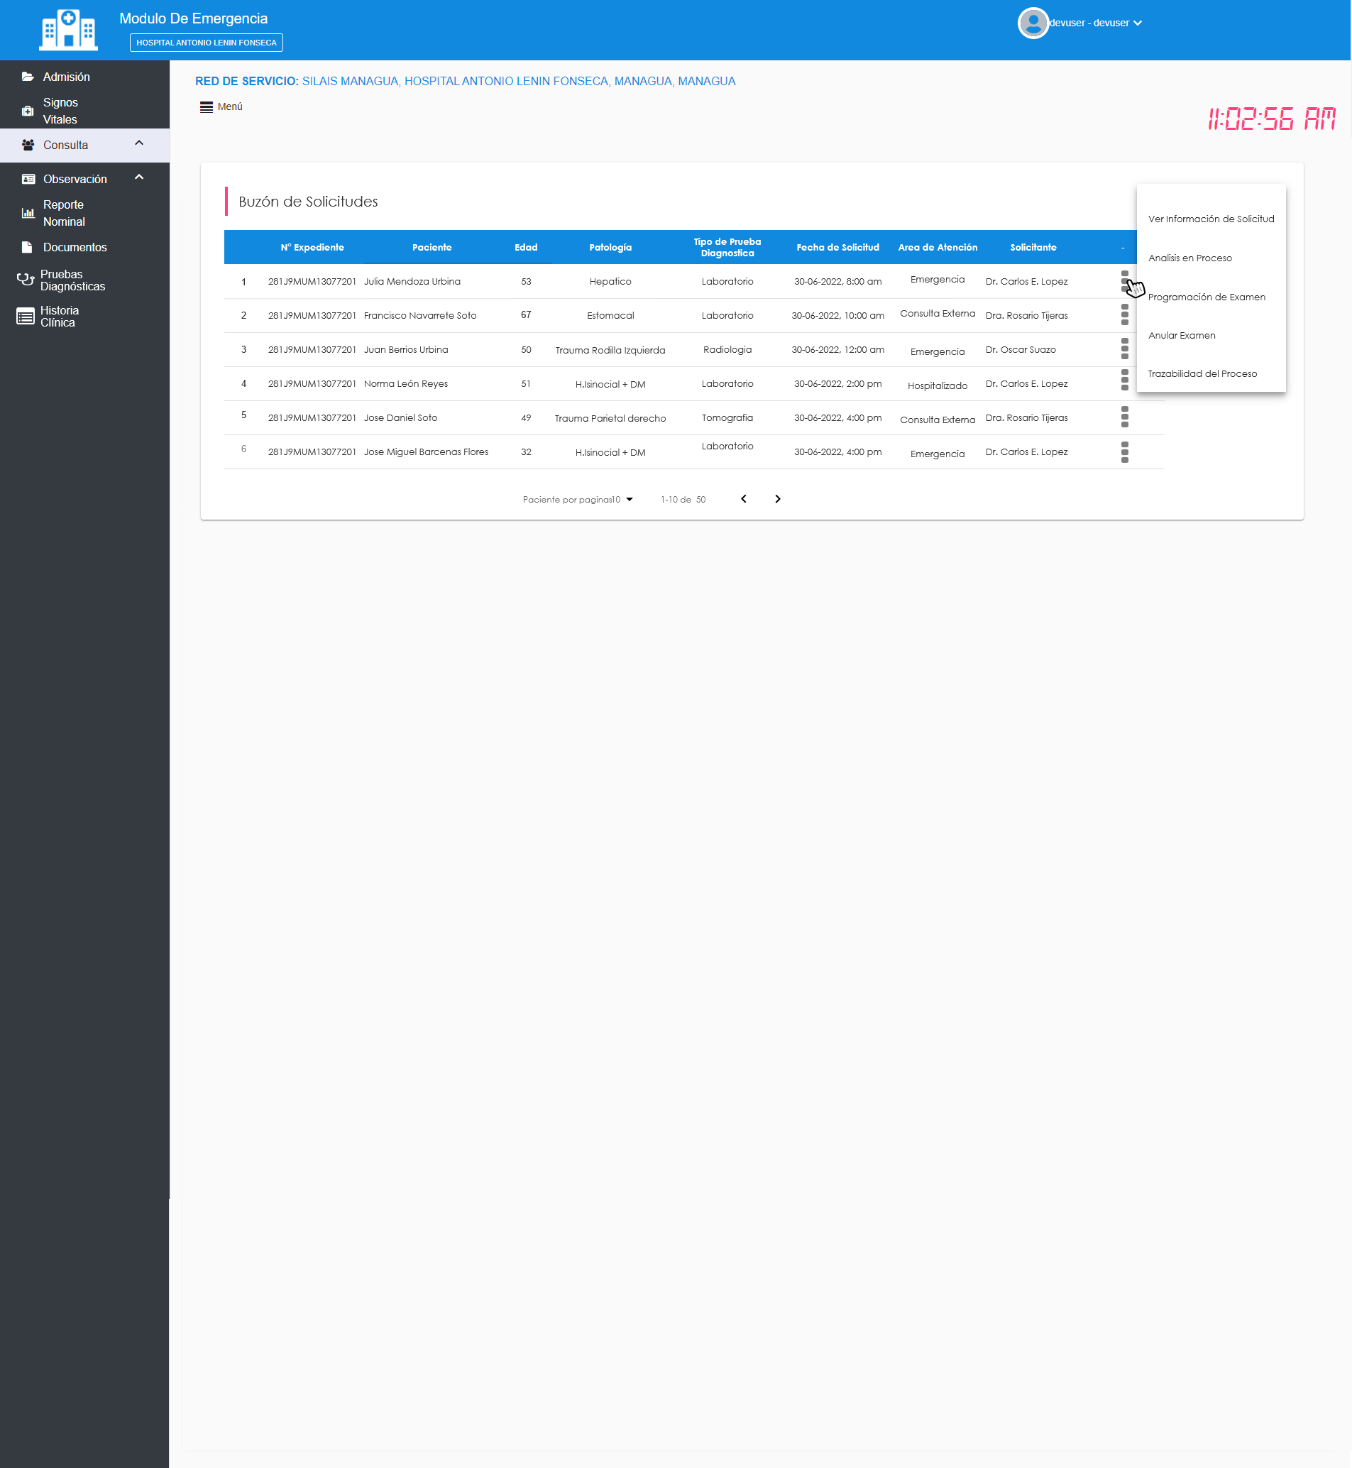 Modulo De Emergencia
HOSPITAL ANTONIO LENIN FONSECA
devuser - devuser
Admisión
Signos
Vitales
Consulta
Observación
Reporte
Nominal
Documentos
Pruebas
Diagnósticas
Historia
Clínica
RED DE SERVICIO: SILAIS MANAGUA, HOSPITAL ANTONIO LENIN FONSECA, MANAGUA, MANAGUA
Menú
11:02:56 AM
Buzón de Solicitudes
N° Expediente Paciente Edad Patología Tipo de Prueba Diagnostica Fecha de Solicitud Area de Atención Solicitante -
1 281J9MUM13077201 Julia Mendoza Urbina 53 Hepatico Laboratorio 30-06-2022, 8:00 am Emergencia Dr. Carlos E. Lopez
2 281J9MUM13077201 Francisco Navarrete Soto 67 Estomacal Laboratorio 30-06-2022, 10:00 am Consulta Externa Dra. Rosario Tijeras
3 281J9MUM13077201 Juan Berrios Urbina 50 Trauma Rodilla Izquierda Radiologia 30-06-2022, 12:00 am Emergencia Dr. Oscar Suazo
4 281J9MUM13077201 Norma León Reyes 51 H.Isinocial + DM Laboratorio 30-06-2022, 2:00 pm Hospitalizado Dr. Carlos E. Lopez
5 281J9MUM13077201 Jose Daniel Soto 49 Trauma Parietal derecho Tomografia 30-06-2022, 4:00 pm Consulta Externa Dra. Rosario Tijeras
6 281J9MUM13077201 Jose Miguel Barcenas Flores 32 H.Isinocial + DM Laboratorio 30-06-2022, 4:00 pm Emergencia Dr. Carlos E. Lopez
Paciente por paginas10 1-10 de 50
Ver Información de Solicitud
Analisis en Proceso
Programación de Examen
Anular Examen
Trazabilidad del Proceso